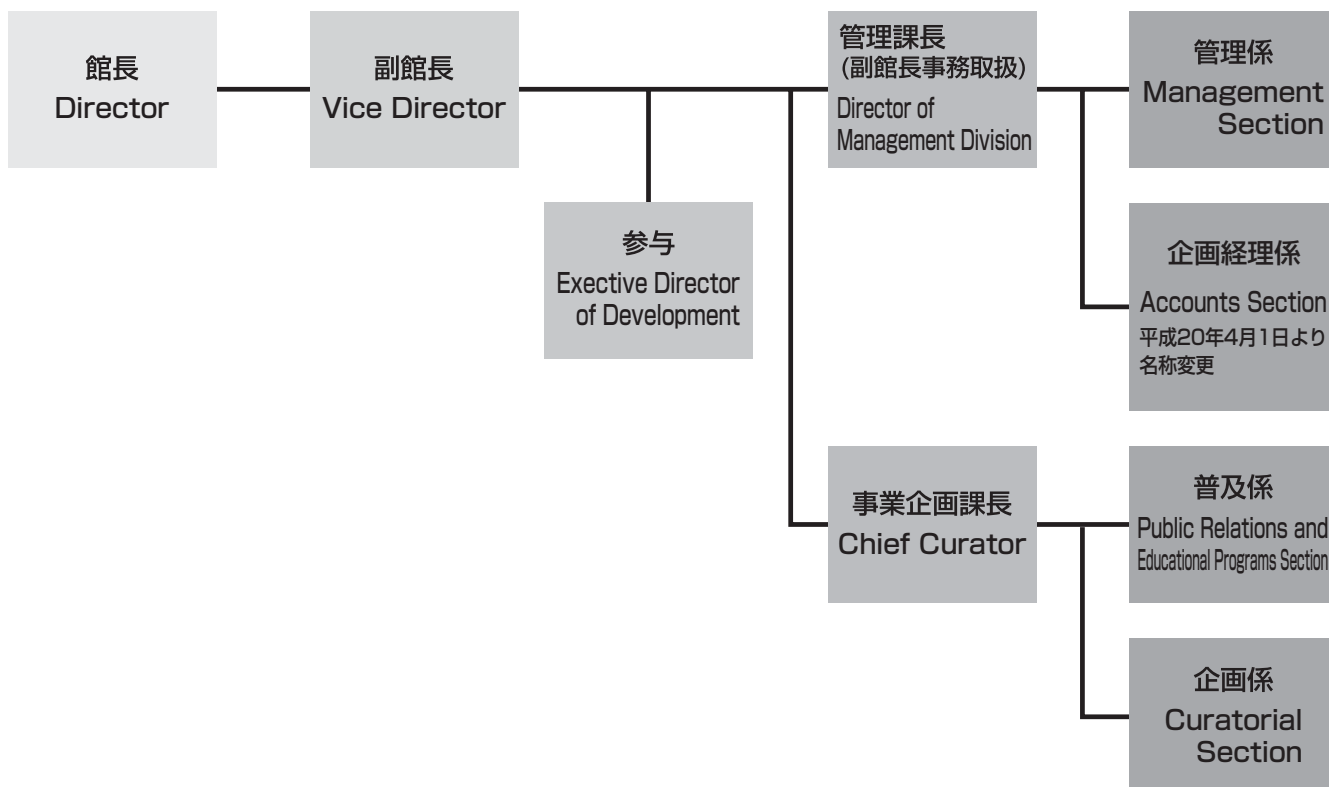 館長
Director
副館長
Vice Director
参与
Exective Director
of Development
管理課長
(副館長事務取扱)
Director of
Management Division
管理係
Management
Section
企画経理係
Accounts Section
平成20年4月1日より
名称変更
事業企画課長
Chief Curator
普及係
Public Relations and
Educational Programs Section
企画係
Curatorial
Section